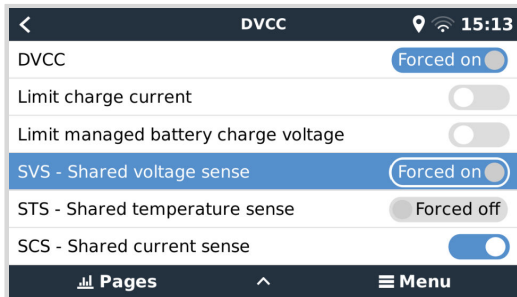 DVCC 15:13
DVCC Forced on
Limit charge current
Limit managed battery charge voltage
SVS - Shared voltage sense Forced on
STS - Shared temperature sense Forced off
SCS - Shared current sense
Pages Menu